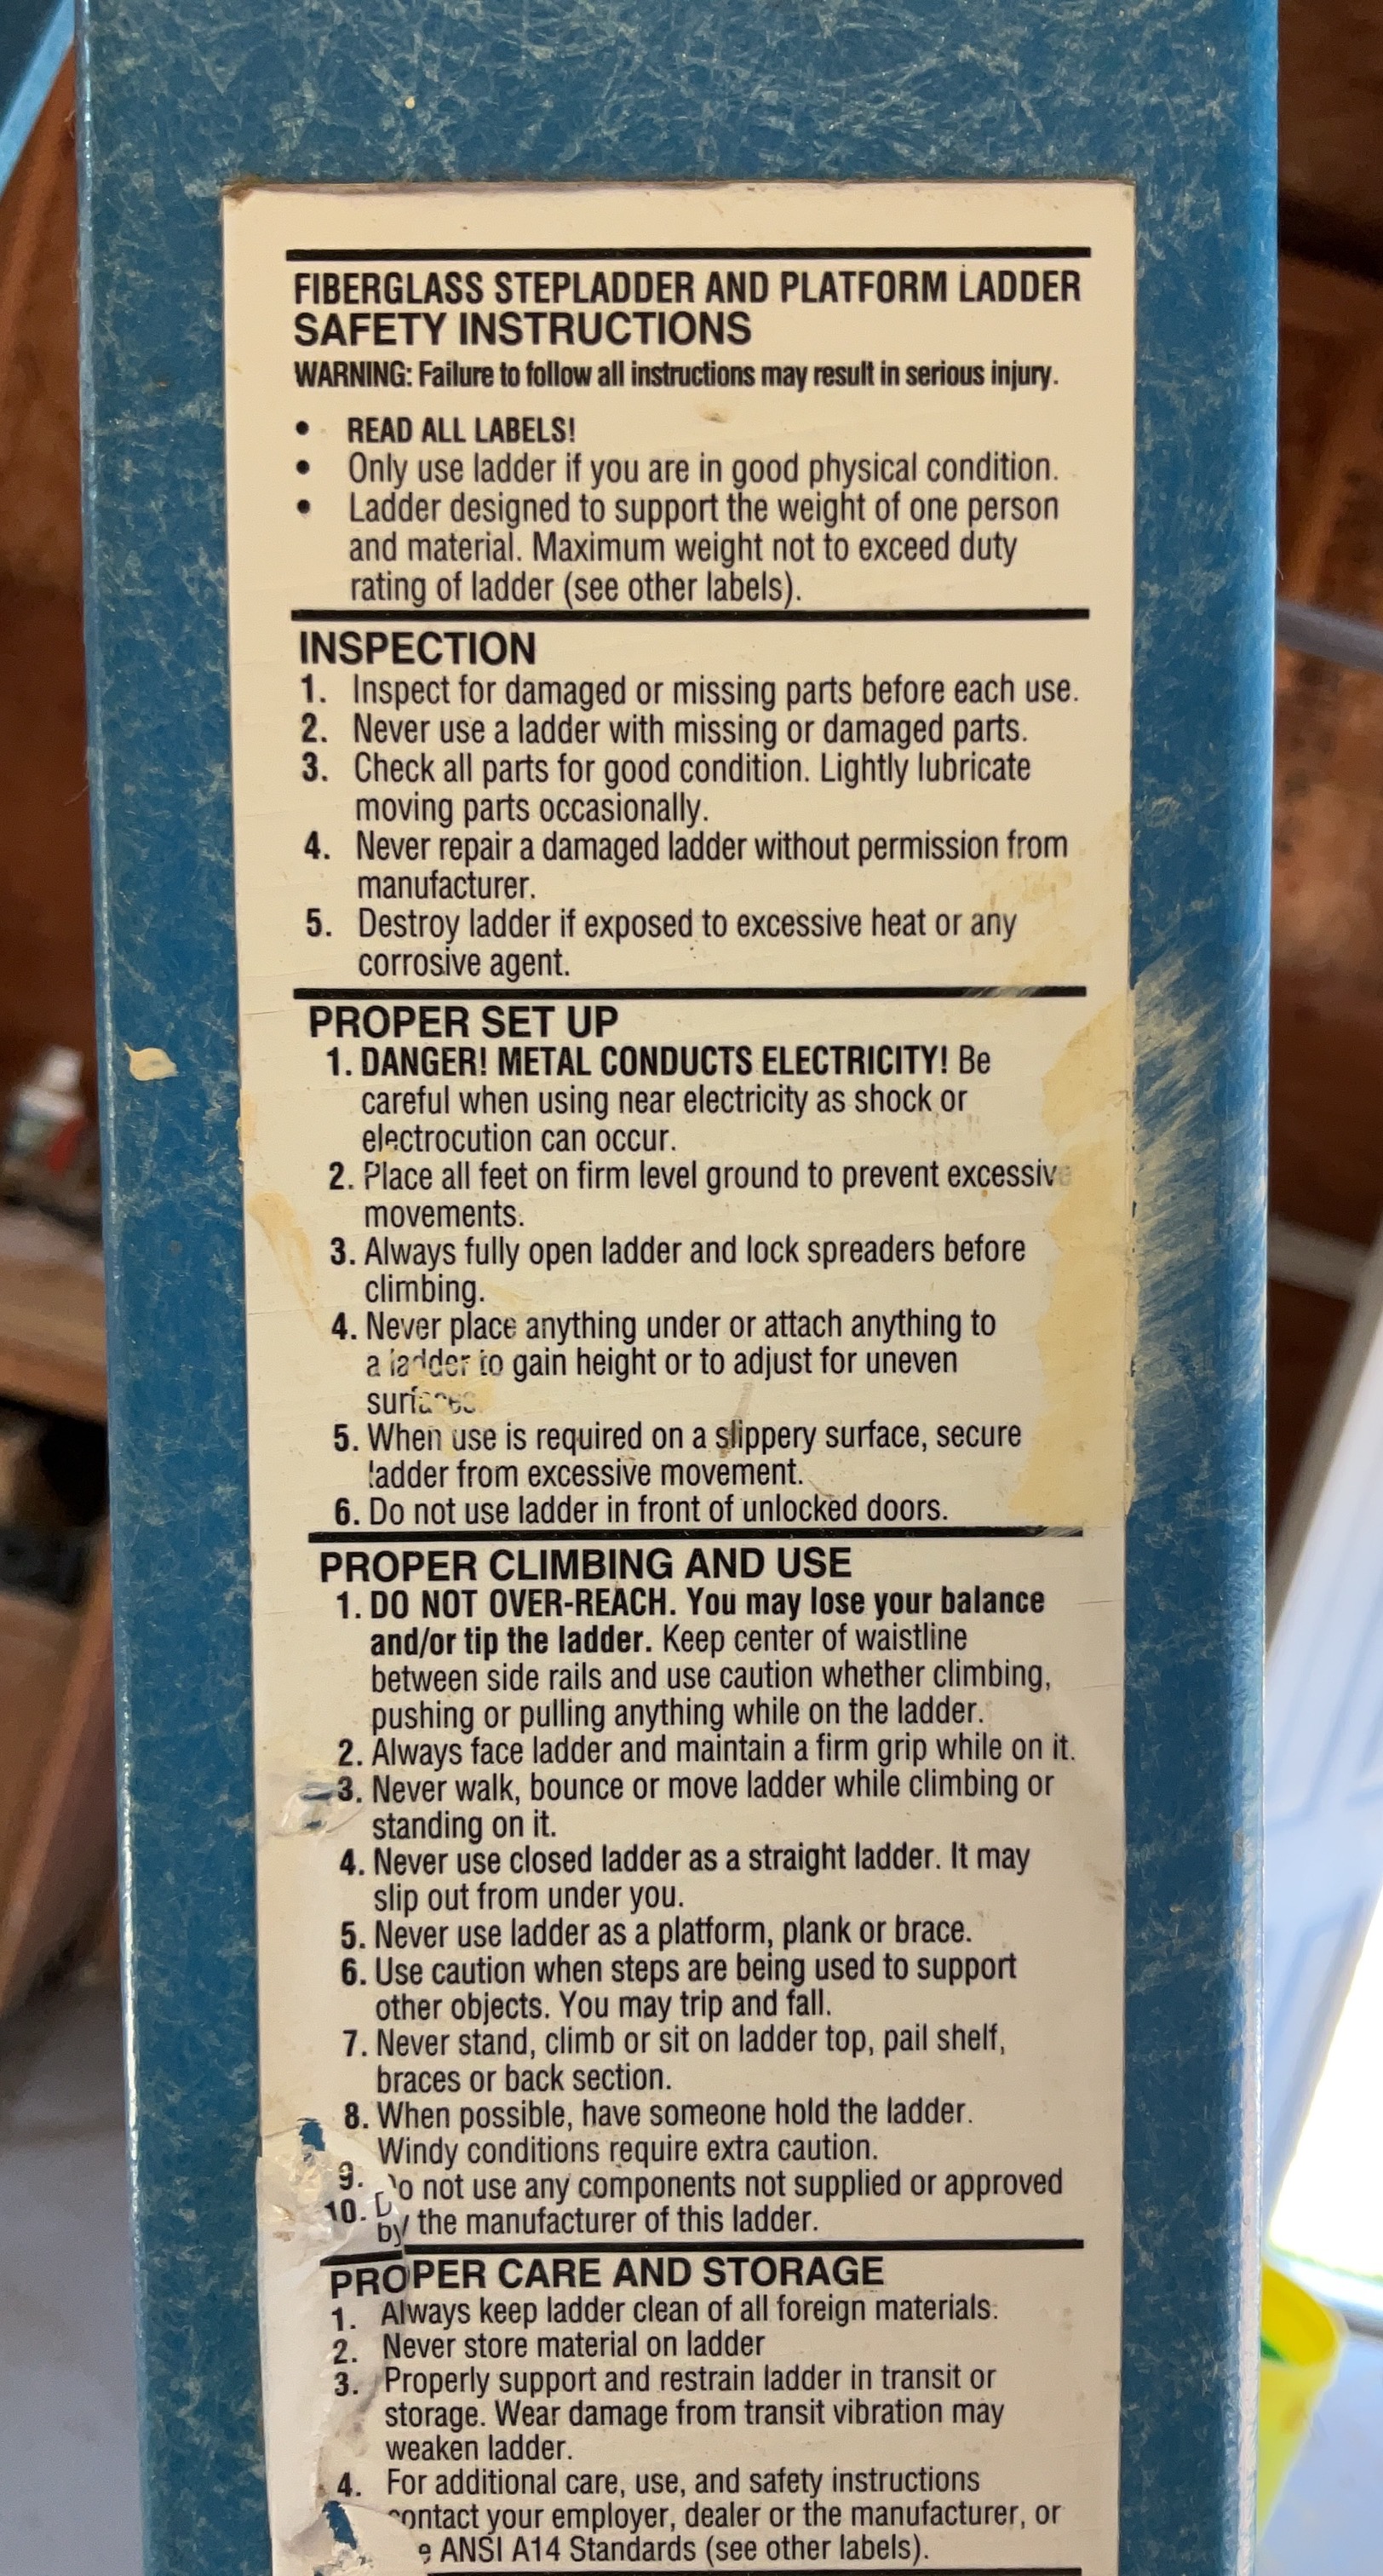 FIBERGLASS STEPLADDER AND PLATFORM LADDER
SAFETY INSTRUCTIONS
WARNING: Failure to follow all instructions may result in serious injury.
• READ ALL LABELS!
• Only use ladder if you are in good physical condition.
• Ladder designed to support the weight of one person
and material. Maximum weight not to exceed duty
rating of ladder (see other labels).
INSPECTION
1. Inspect for damaged or missing parts before each use.
2. Never use a ladder with missing or damaged parts.
3. Check all parts for good condition. Lightly lubricate
moving parts occasionally.
4. Never repair a damaged ladder without permission from
manufacturer.
5. Destroy ladder if exposed to excessive heat or any
corrosive agent.
PROPER SET UP
1. DANGER! METAL CONDUCTS ELECTRICITY! Be
careful when using near electricity as shock or
electrocution can occur.
2. Place all feet on firm level ground to prevent excessive
movements.
3. Always fully open ladder and lock spreaders before
climbing.
4. Never place anything under or attach anything to
a ladder to gain height or to adjust for uneven
surfaces.
5. When use is required on a slippery surface, secure
ladder from excessive movement.
6. Do not use ladder in front of unlocked doors.
PROPER CLIMBING AND USE
1. DO NOT OVER-REACH. You may lose your balance
and/or tip the ladder. Keep center of waistline
between side rails and use caution whether climbing,
pushing or pulling anything while on the ladder.
2. Always face ladder and maintain a firm grip while on it.
3. Never walk, bounce or move ladder while climbing or
standing on it.
4. Never use closed ladder as a straight ladder. It may
slip out from under you.
5. Never use ladder as a platform, plank or brace.
6. Use caution when steps are being used to support
other objects. You may trip and fall.
7. Never stand, climb or sit on ladder top, pail shelf,
braces or back section.
8. When possible, have someone hold the ladder.
9. Windy conditions require extra caution.
10. Do not use any components not supplied or approved
by the manufacturer of this ladder.
PROPER CARE AND STORAGE
1. Always keep ladder clean of all foreign materials.
2. Never store material on ladder
3. Properly support and restrain ladder in transit or
storage. Wear damage from transit vibration may
weaken ladder.
4. For additional care, use, and safety instructions
contact your employer, dealer or the manufacturer, or
ANSI A14 Standards (see other labels).